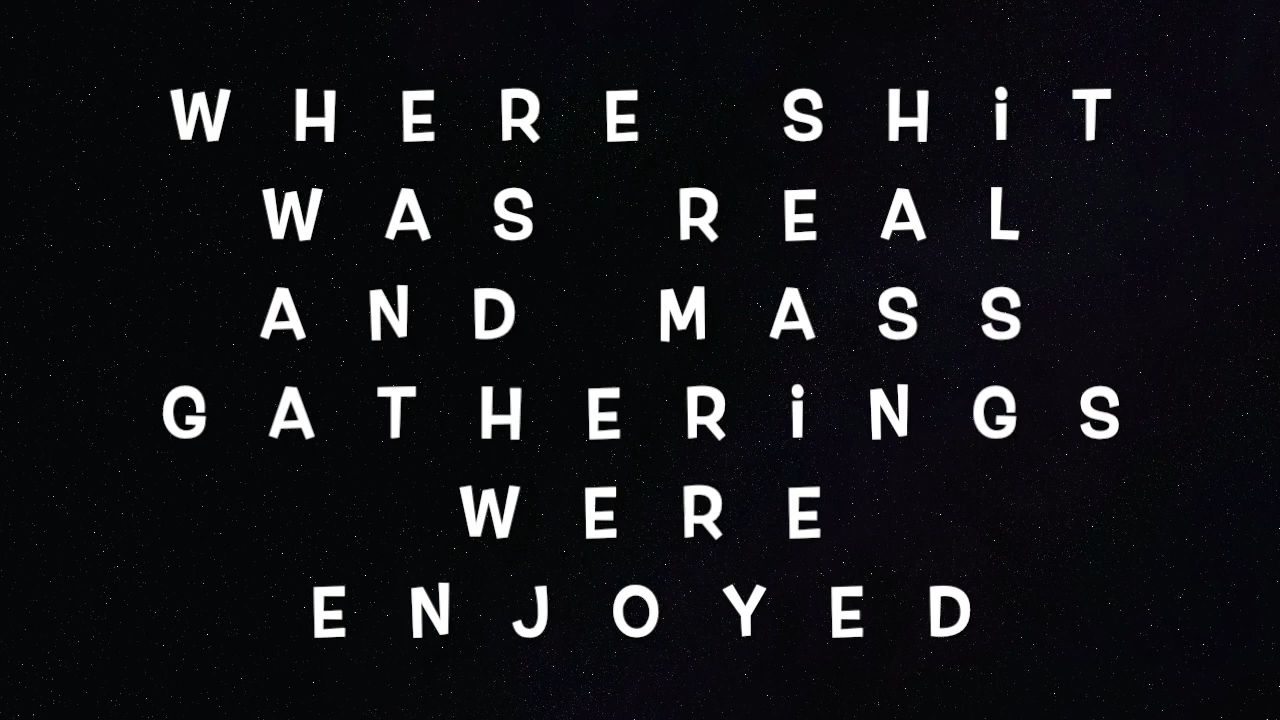 WHERE SHiT
WAS REAL
AND MASS
GATHERiNGS
WERE
ENJOYED